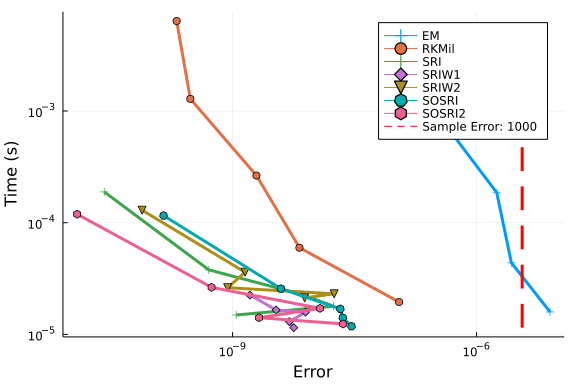 EM
RKMil
SRI
SRIW1
SRIW2
SOSRI
SOSRI2
Sample Error: 1000
Time (s)
10⁻³
10⁻⁴
10⁻⁵
10⁻⁹
10⁻⁶
Error